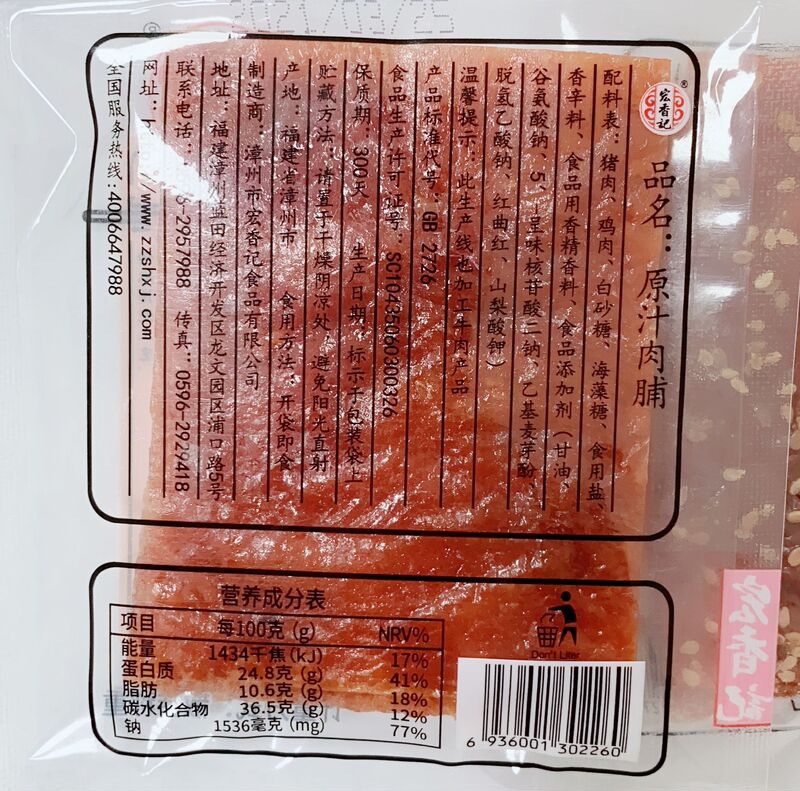 2021/03/25
宏香記
®
品名：原汁肉脯
配料表：猪肉、鸡肉、白砂糖、海藻糖、食用盐、
香辛料、食品用香精香料、食品添加剂（甘油、
谷氨酸钠、5、-呈味核苷酸二钠、乙基麦芽酚、
脱氢乙酸钠、红曲红、山梨酸钾）
温馨提示：此生产线也加工牛肉产品
产品标准代号：GB 2726
食品生产许可证号：SC10435060300326
保质期：300天 生产日期：标示于包装袋上
贮藏方法：请置于干燥阴凉处，避免阳光直射
产地：福建省漳州市 食用方法：开袋即食
制造商：漳州市宏香记食品有限公司
地址：福建漳州蓝田经济开发区龙文园区浦口路5号
联系电话：0596-2957988 传真：0596-2929418
网址：http://www.zzshxj.com
全国服务热线：4006647988
营养成分表
项目 每100克（g） NRV%
能量 1434千焦（kJ） 17%
蛋白质 24.8克（g） 41%
脂肪 10.6克（g） 18%
碳水化合物 36.5克（g） 12%
钠 1536毫克（mg） 77%
Don't Liter
6 936001 302260
宏香記